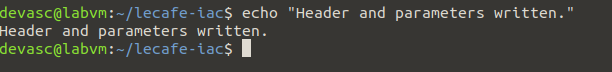 devasc@labvm:~/lecafe-iac$ echo "Header and parameters written."
Header and parameters written.
devasc@labvm:~/lecafe-iac$